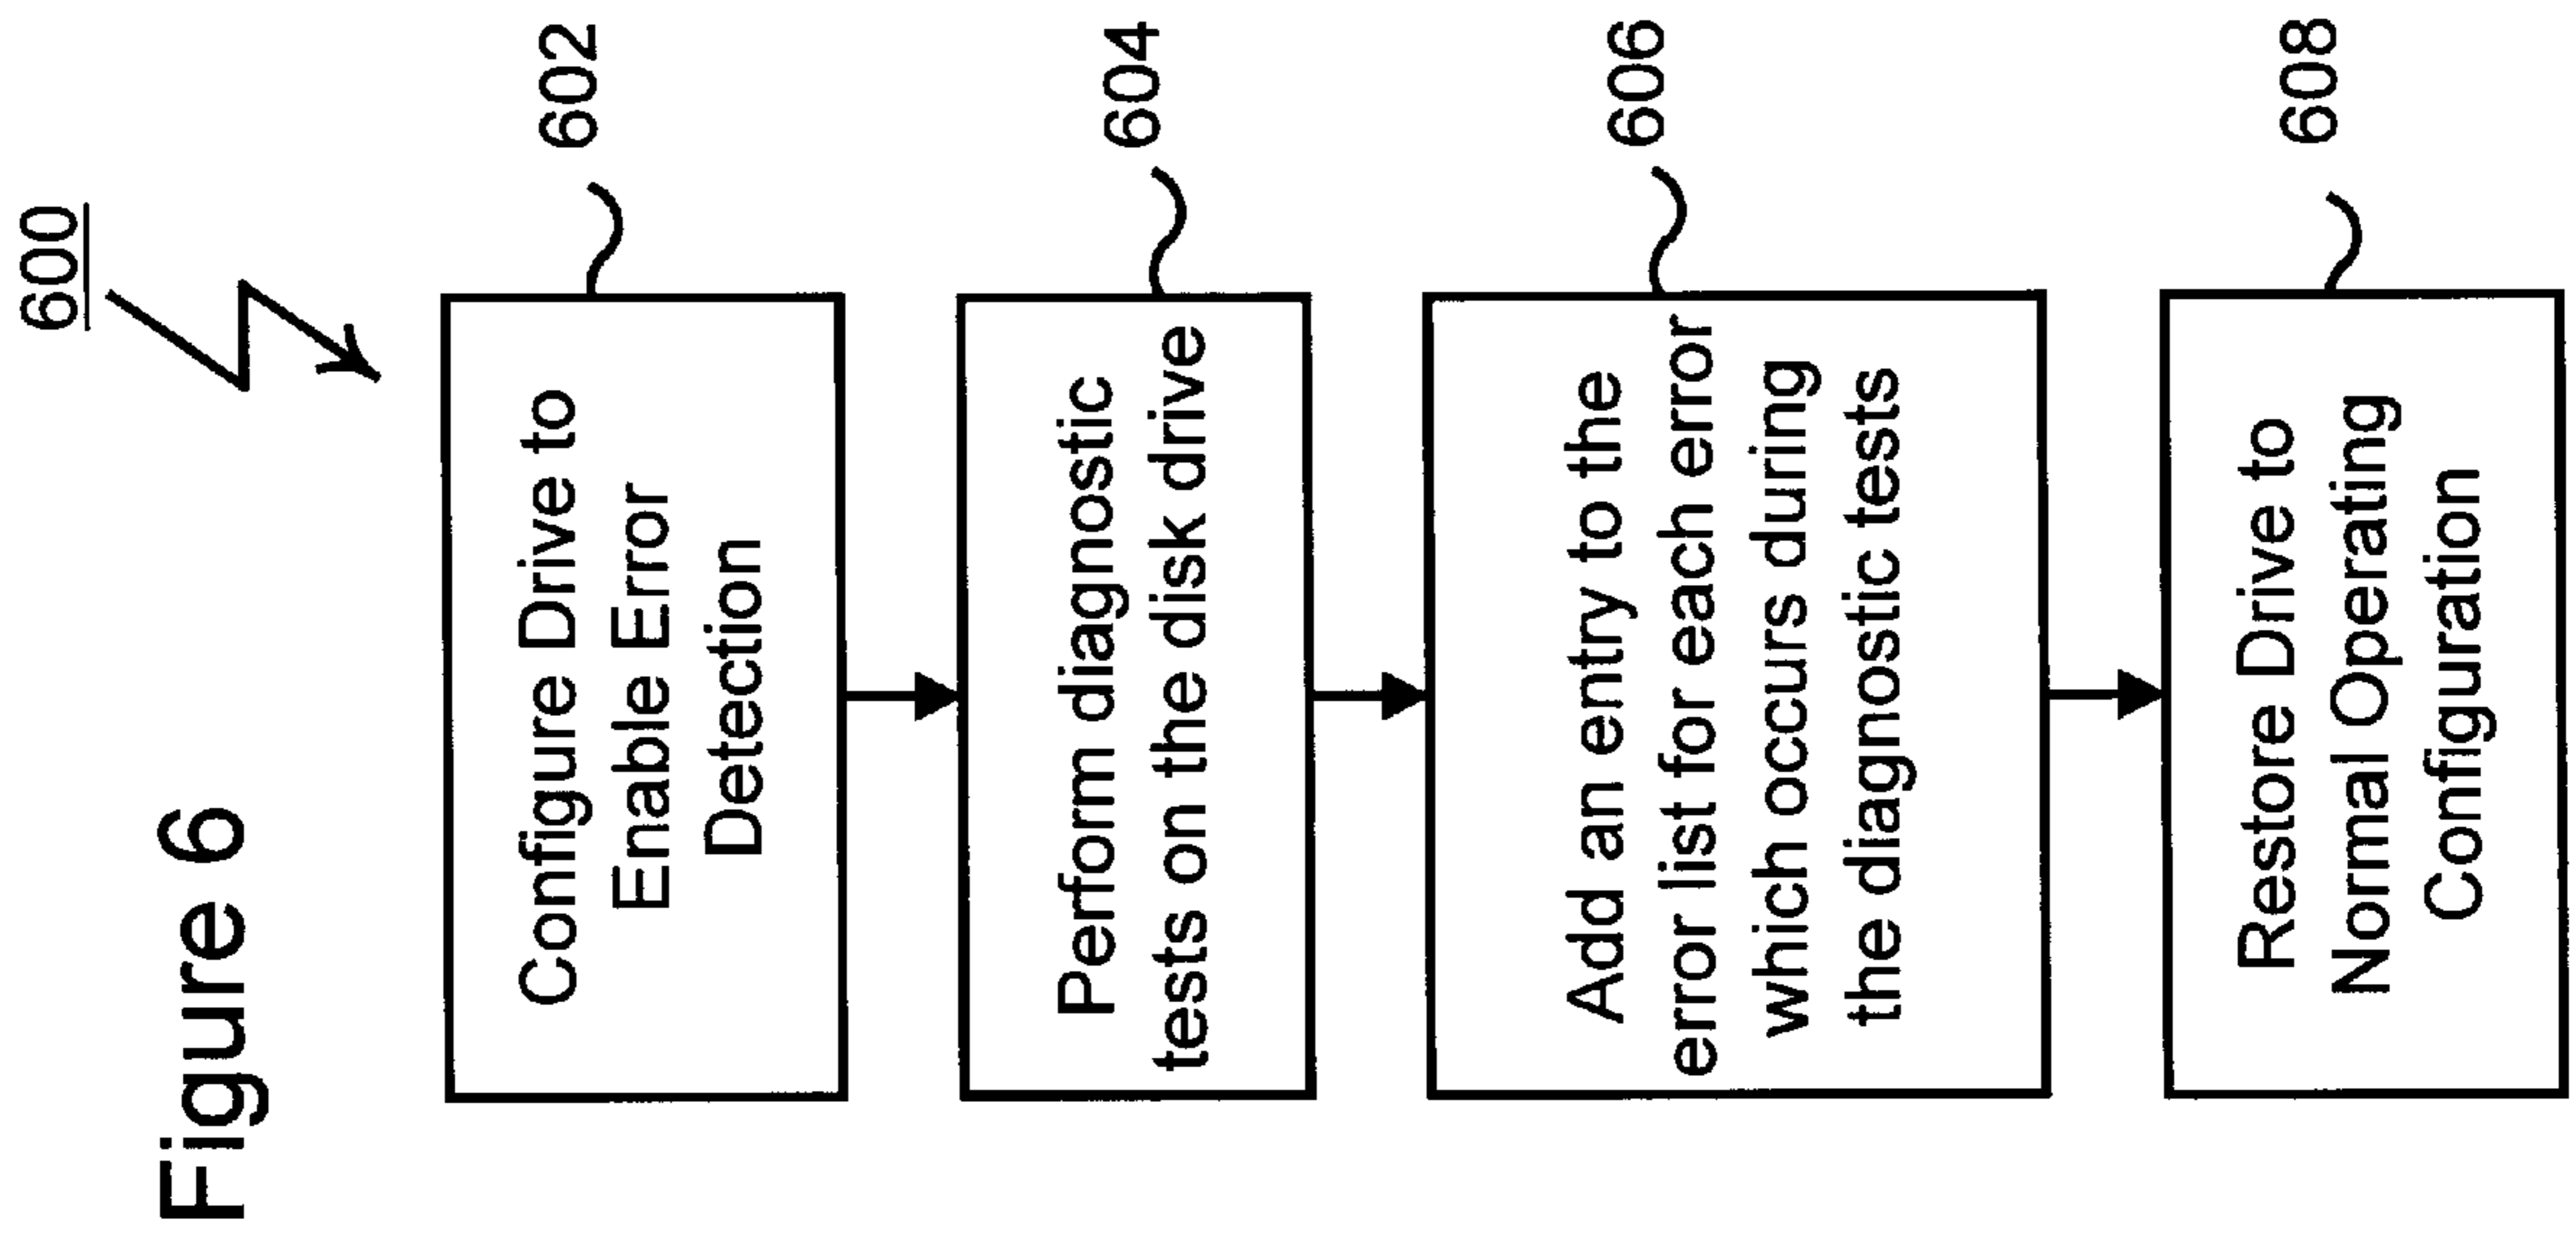 Figure 6
600
Configure Drive to
Enable Error
Detection
602
Perform diagnostic
tests on the disk drive
604
Add an entry to the
error list for each error
which occurs during
the diagnostic tests
606
Restore Drive to
Normal Operating
Configuration
608